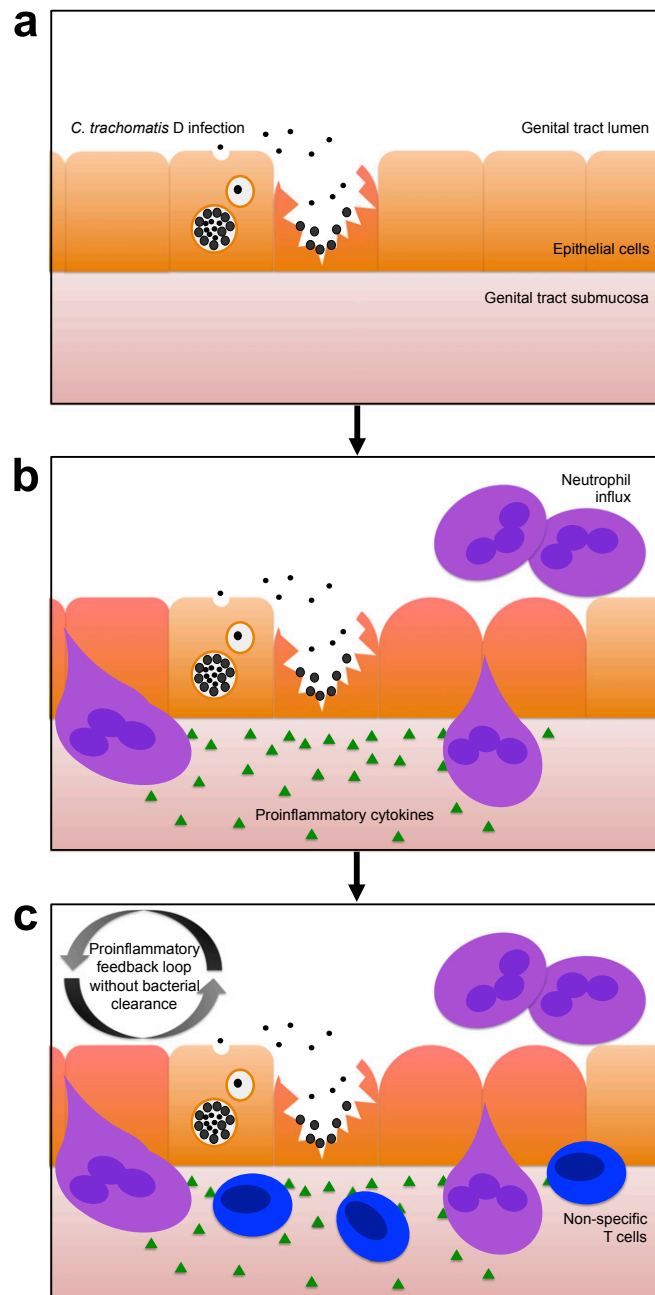 a
C. trachomatis D infection
Genital tract lumen
Epithelial cells
Genital tract submucosa
b
Neutrophil
influx
Proinflammatory cytokines
c
Proinflammatory
feedback loop
without bacterial
clearance
Non-specific
T cells